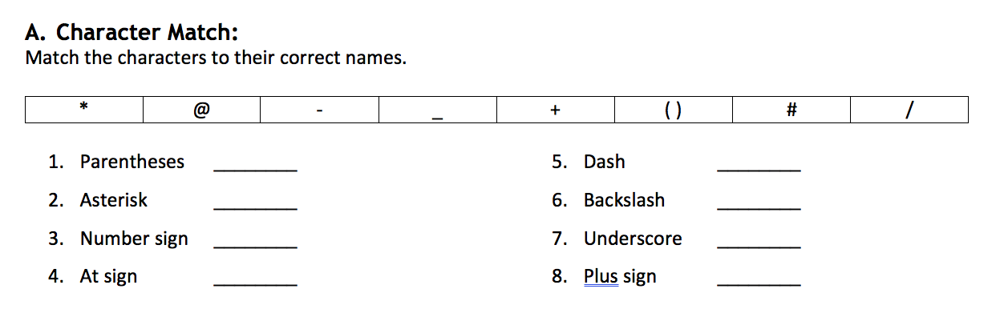 A. Character Match:
Match the characters to their correct names.
* @ - _ + ( ) # /
1. Parentheses ________
2. Asterisk ________
3. Number sign ________
4. At sign ________
5. Dash ________
6. Backslash ________
7. Underscore ________
8. Plus sign ________